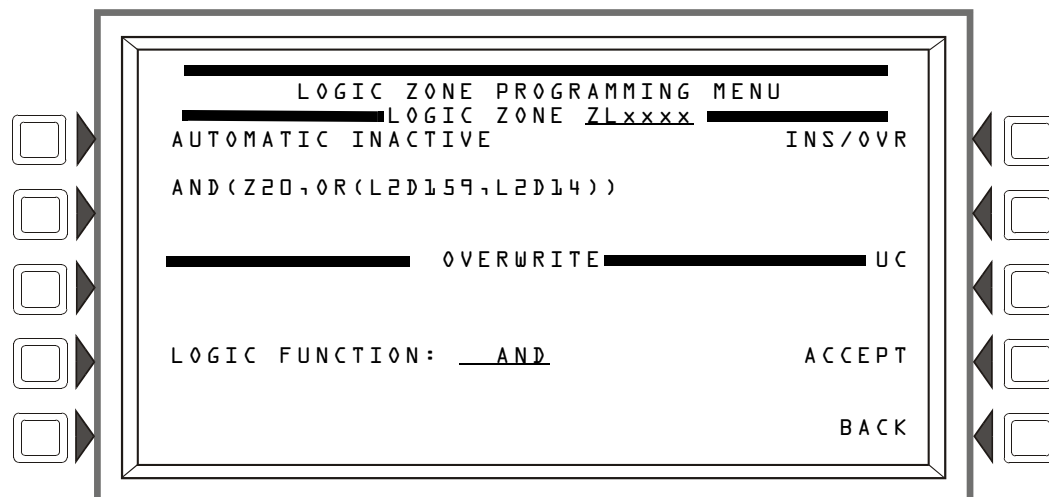 LOGIC ZONE PROGRAMMING MENU
LOGIC ZONE ZLxxxx
AUTOMATIC INACTIVE INS/OVR
AND(Z20,OR(L2D159,L2D14))
OVERWRITE UC
LOGIC FUNCTION: AND ACCEPT
BACK